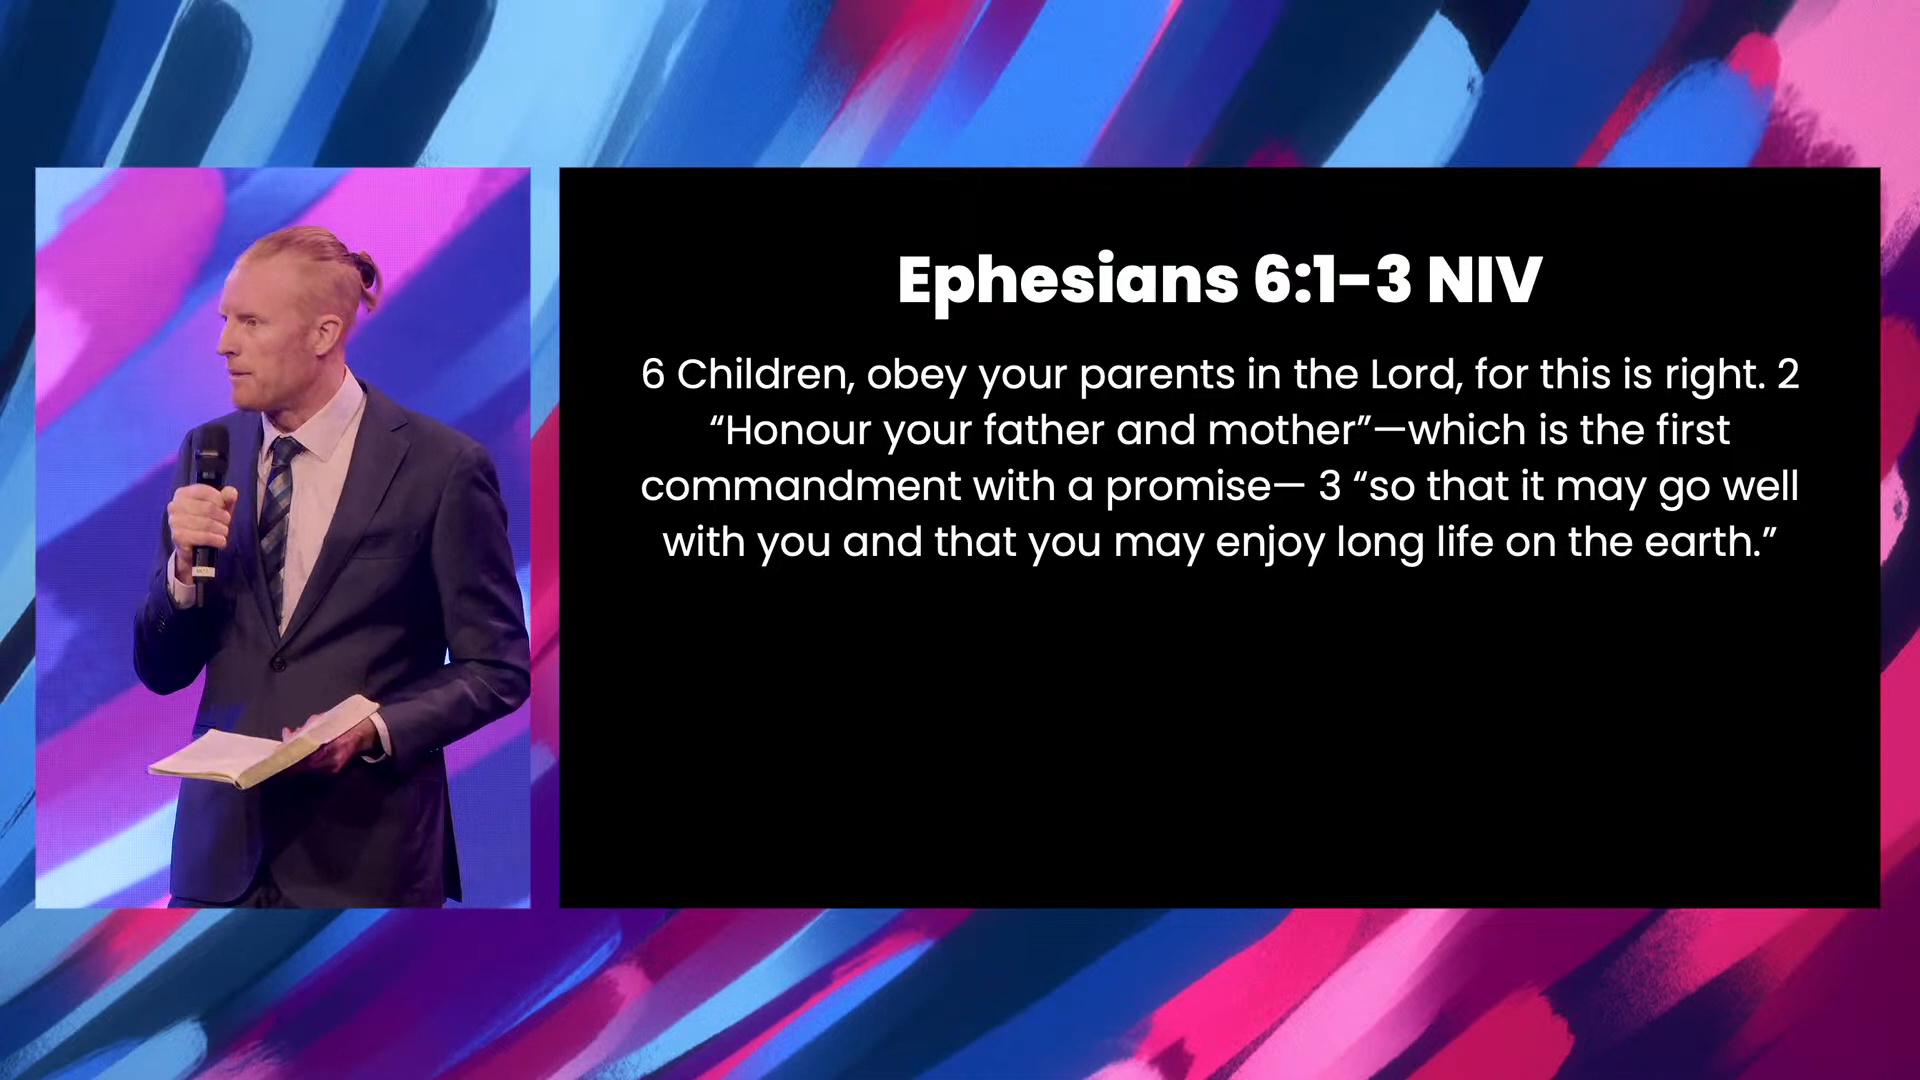 Ephesians 6:1-3 NIV
6 Children, obey your parents in the Lord, for this is right. 2
“Honour your father and mother”—which is the first
commandment with a promise— 3 “so that it may go well
with you and that you may enjoy long life on the earth.”